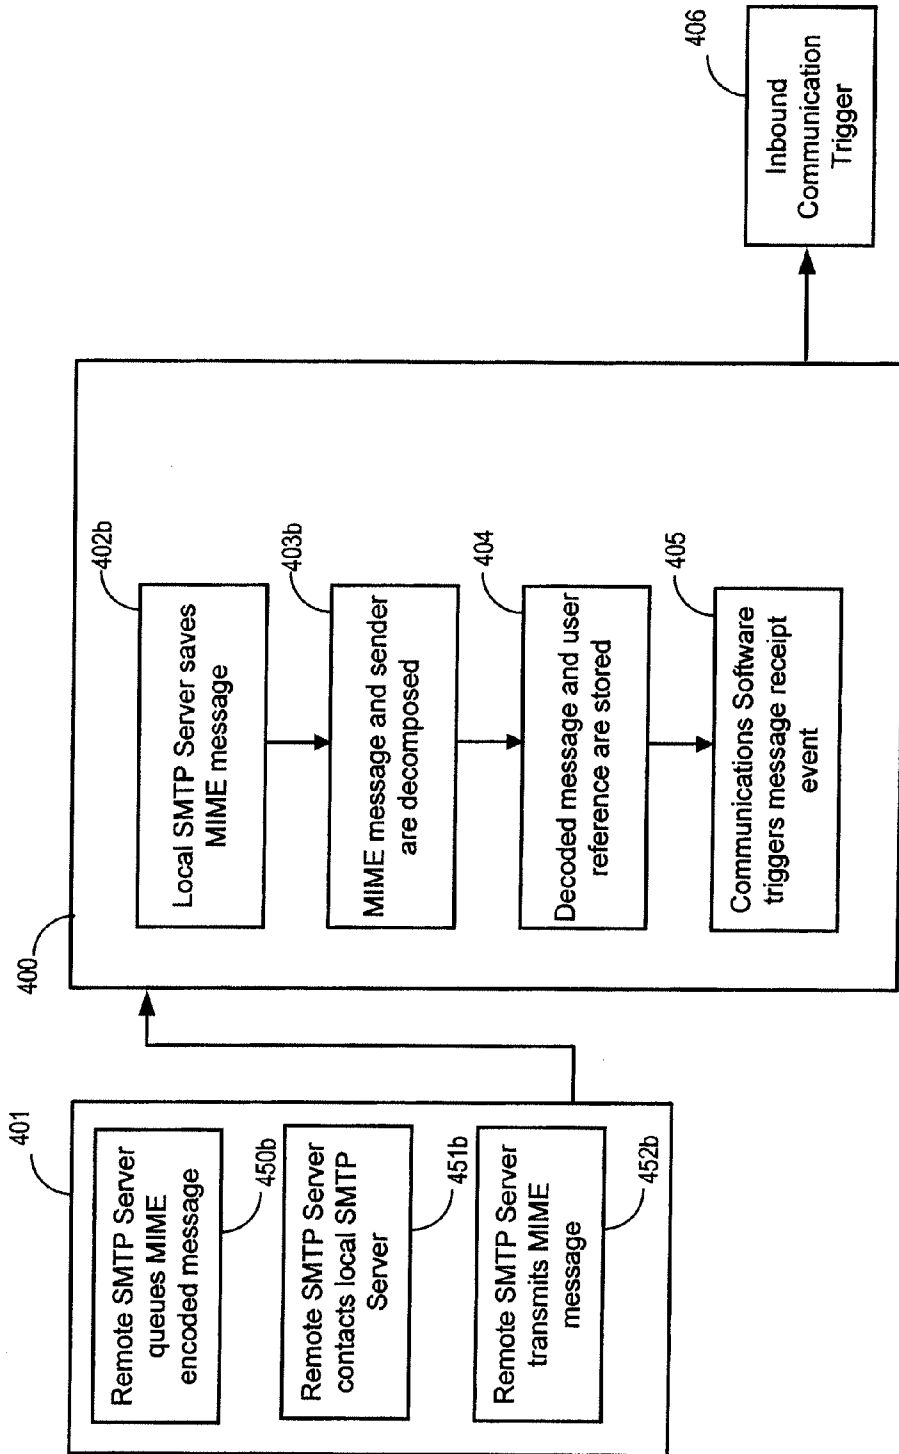 401
Remote SMTP Server
queues MIME
encoded message
450b
Remote SMTP Server
contacts local SMTP
Server
451b
Remote SMTP Server
transmits MIME
message
452b
400
Local SMTP Server saves
MIME message
402b
MIME message and sender
are decomposed
403b
Decoded message and user
reference are stored
404
Communications Software
triggers message receipt
event
405
Inbound
Communication
Trigger
406